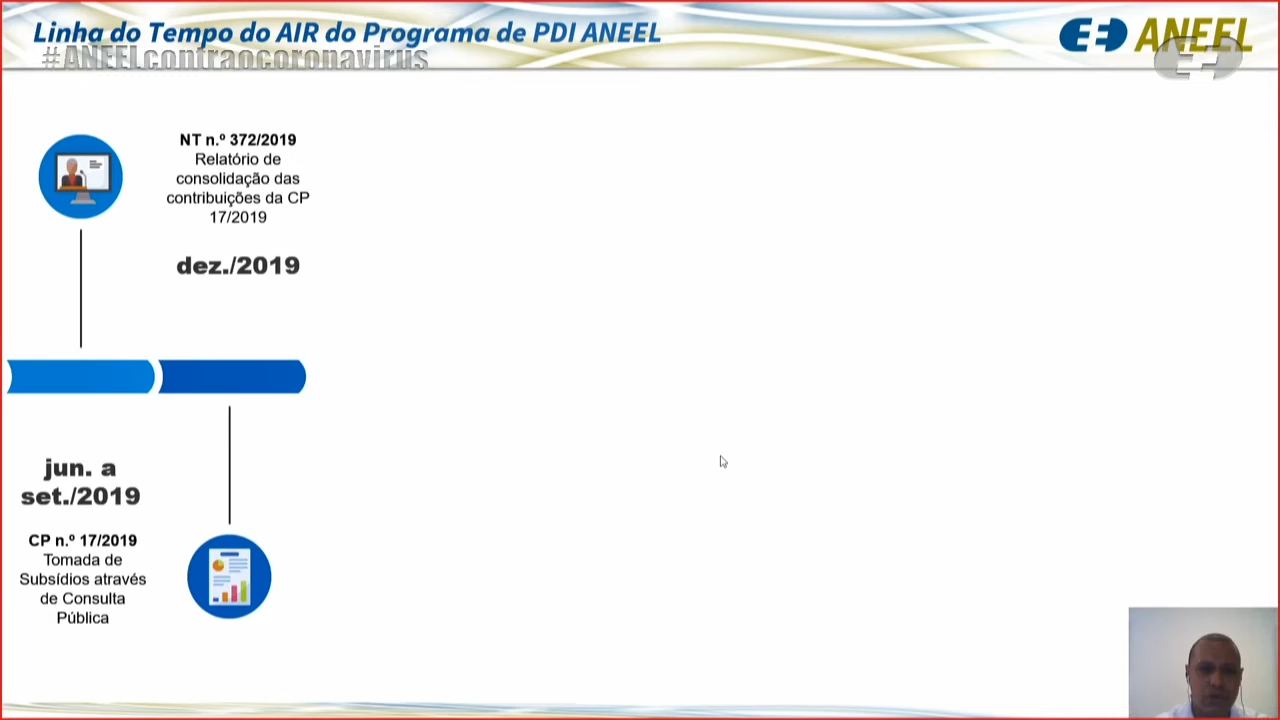 Linha do Tempo do AIR do Programa de PDI ANEEL
#ANEELcontraocoronavirus
ANEEL
NT n.º 372/2019
Relatório de
consolidação das
contribuições da CP
17/2019
dez./2019
jun. a
set./2019
CP n.º 17/2019
Tomada de
Subsídios através
de Consulta
Pública